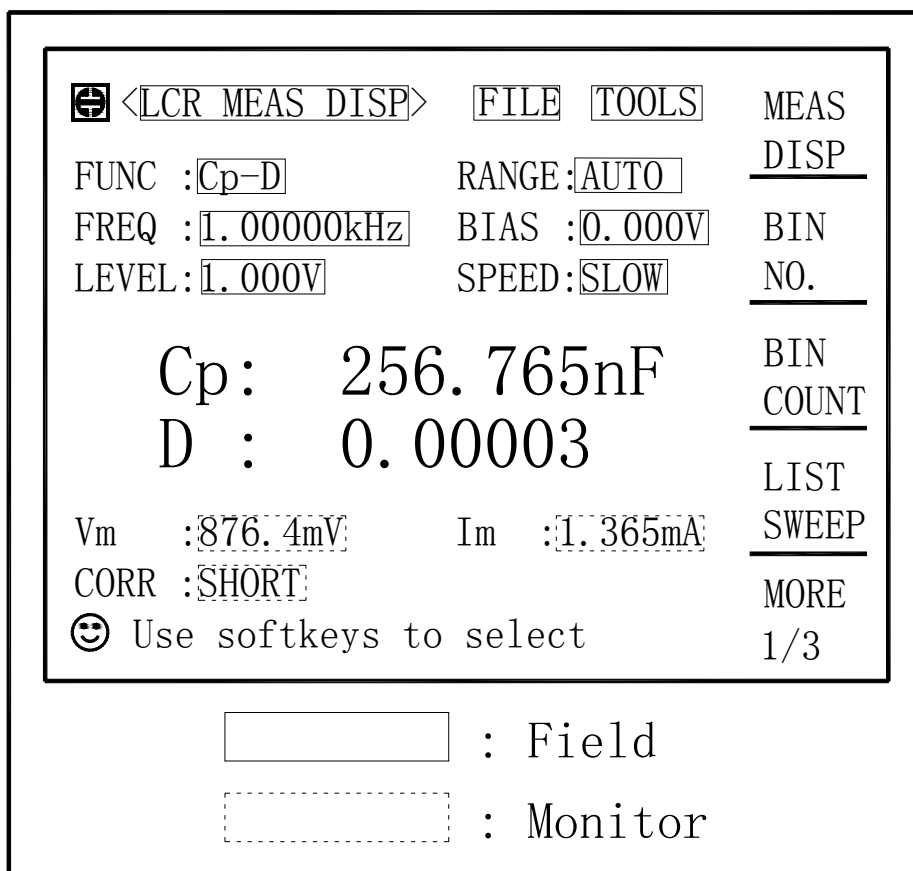 <LCR MEAS DISP> FILE TOOLS
FUNC :Cp-D RANGE:AUTO
FREQ :1.00000kHz BIAS :0.000V
LEVEL:1.000V SPEED:SLOW
Cp: 256.765nF
D : 0.00003
Vm :876.4mV Im :1.365mA
CORR :SHORT
Use softkeys to select
MEAS
DISP
BIN
NO.
BIN
COUNT
LIST
SWEEP
MORE
1/3
: Field
: Monitor